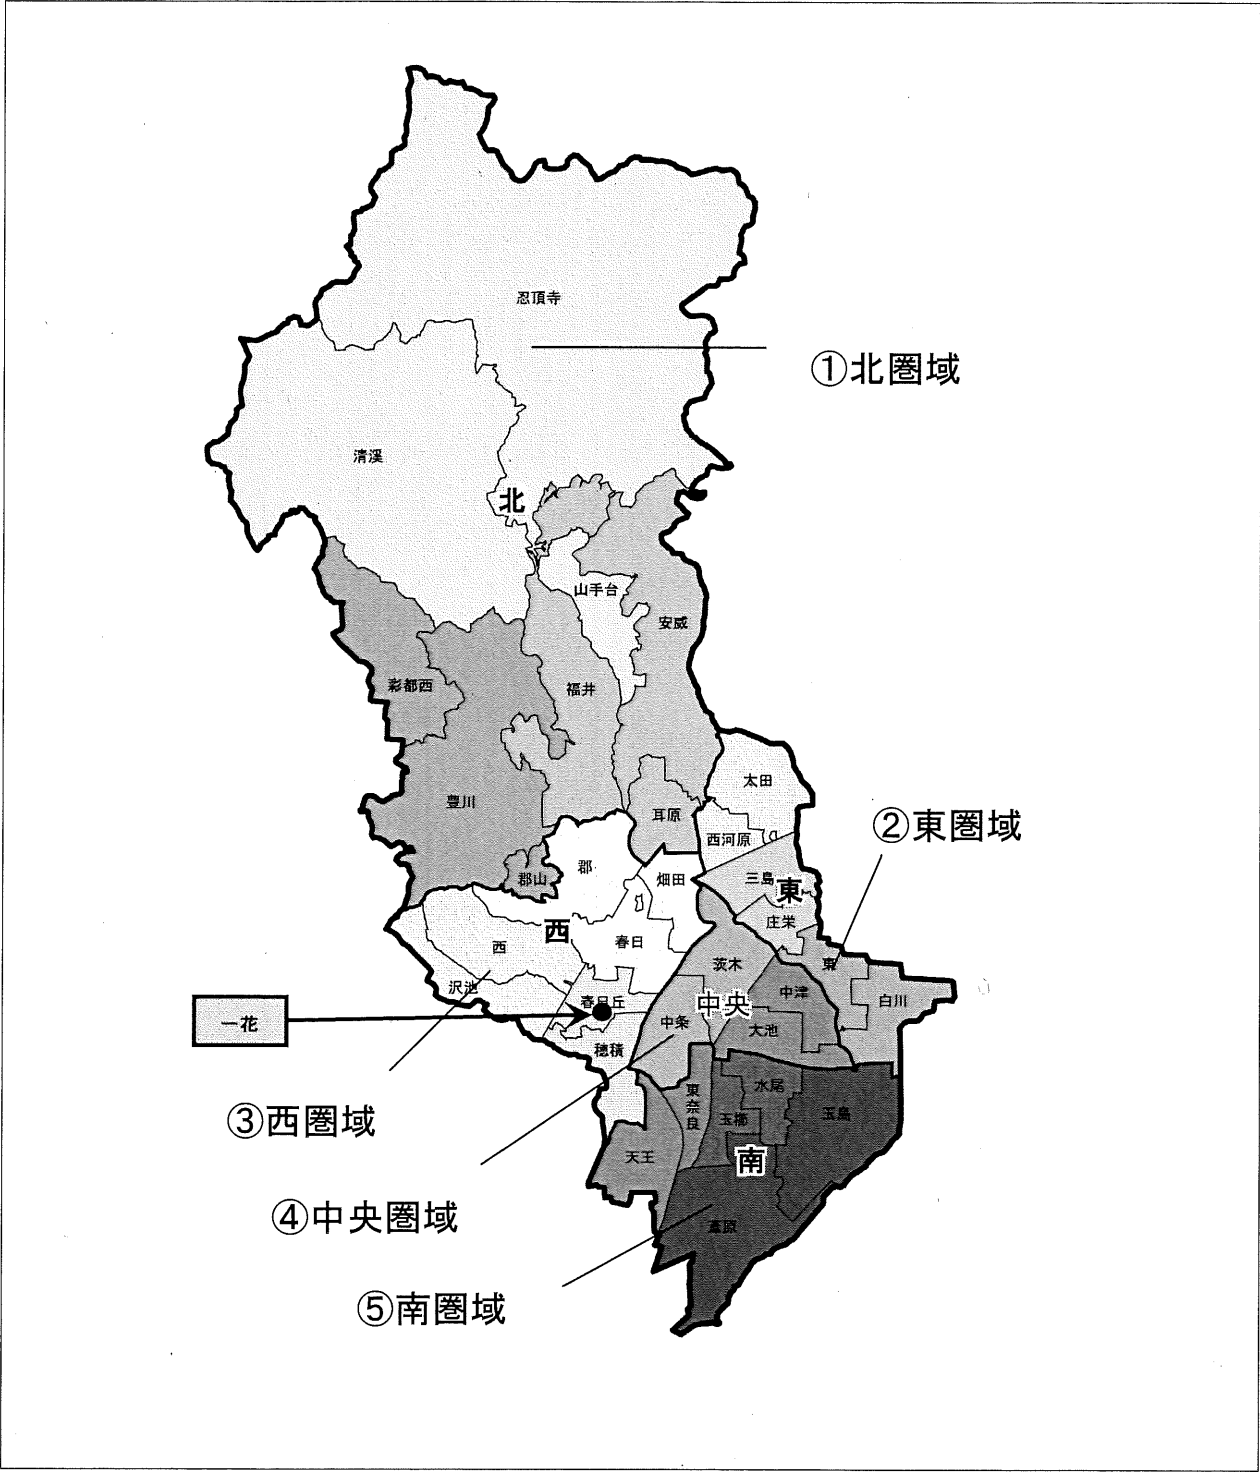 忍頂寺
①北圏域
清溪
北
山手台
安威
彩都西
福井
太田
豊川
耳原
②東圏域
西河原
郡
郡山
畑田
三島
東
庄栄
西
西
春日
茨木
東
沢池
中津
白川
春日丘
中央
一花
中条
大池
穂積
水尾
東奈良
玉島
玉櫛
③西圏域
天王
南
④中央圏域
葦原
⑤南圏域